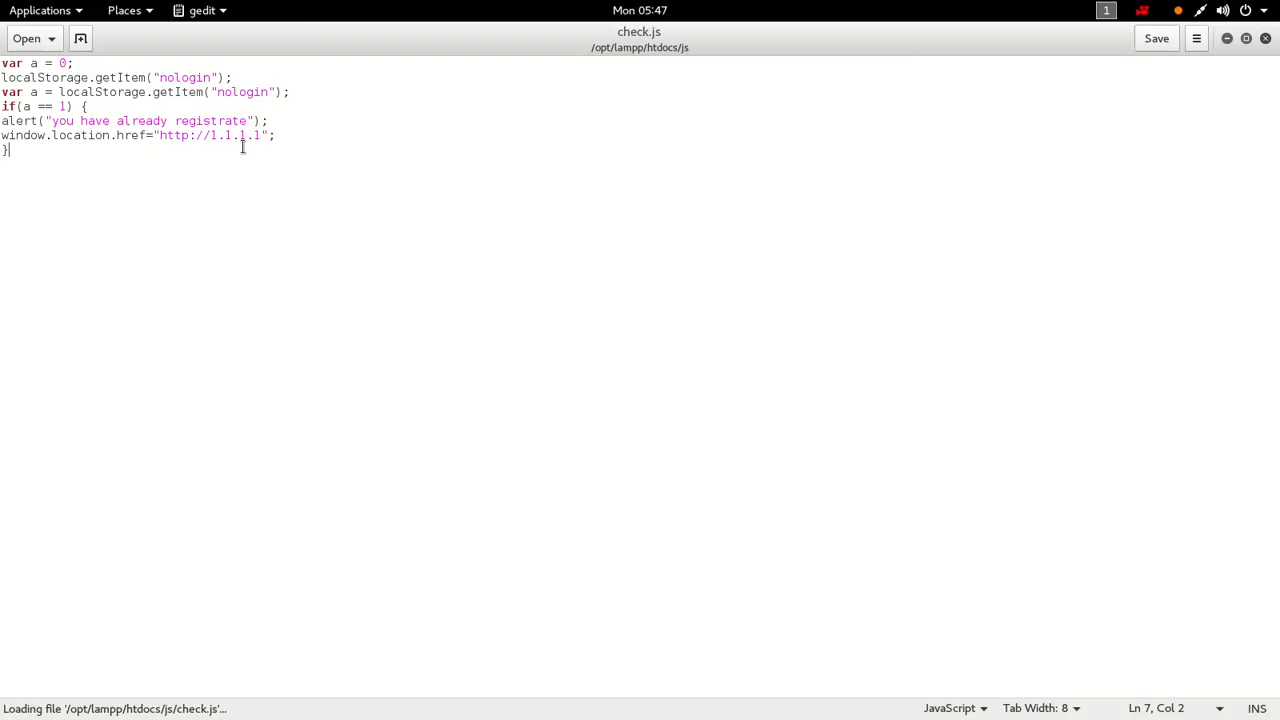 Applications Places gedit Mon 05:47 1
Open check.js Save
/opt/lampp/htdocs/js
var a = 0;
localStorage.getItem("nologin");
var a = localStorage.getItem("nologin");
if(a == 1) {
alert("you have already registrate");
window.location.href="http://1.1.1.1";
}
Loading file '/opt/lampp/htdocs/js/check.js'... JavaScript Tab Width: 8 Ln 7, Col 2 INS